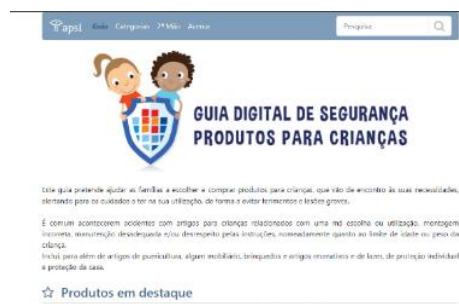 apsi Guia Categorias 2ª Mão Acerca Pesquisa
GUIA DIGITAL DE SEGURANÇA
PRODUTOS PARA CRIANÇAS
Este guia pretende ajudar as famílias a escolher e comprar produtos para crianças, que vão de encontro às suas necessidades,
alertando para os cuidados a ter na sua utilização, de forma a evitar ferimentos e lesões graves.
É comum acontecerem acidentes com artigos para crianças relacionados com uma má escolha ou utilização, montagem
incorreta, manutenção desadequada e/ou desrespeito pelas instruções, nomeadamente quanto ao limite de idade ou peso da
criança.
Inclui, para além de artigos de puericultura, algum mobiliário, brinquedos e artigos recreativos e de lazer, de proteção individual
e proteção da casa.
Produtos em destaque